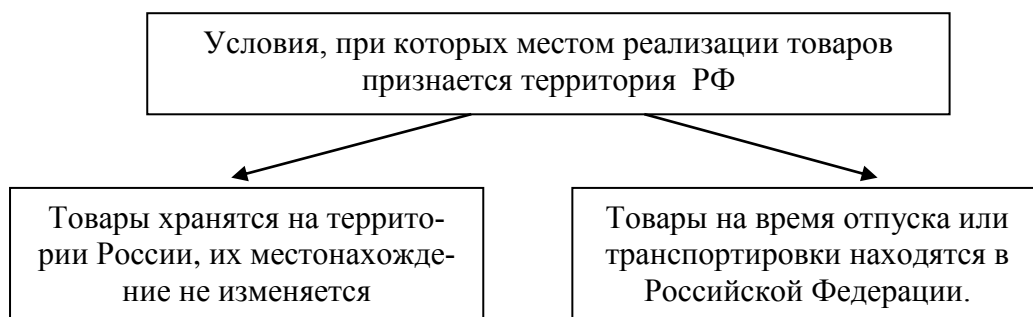 Условия, при которых местом реализации товаров
признается территория РФ
Товары хранятся на террито-
рии России, их местонахожде-
ние не изменяется
Товары на время отпуска или
транспортировки находятся в
Российской Федерации.